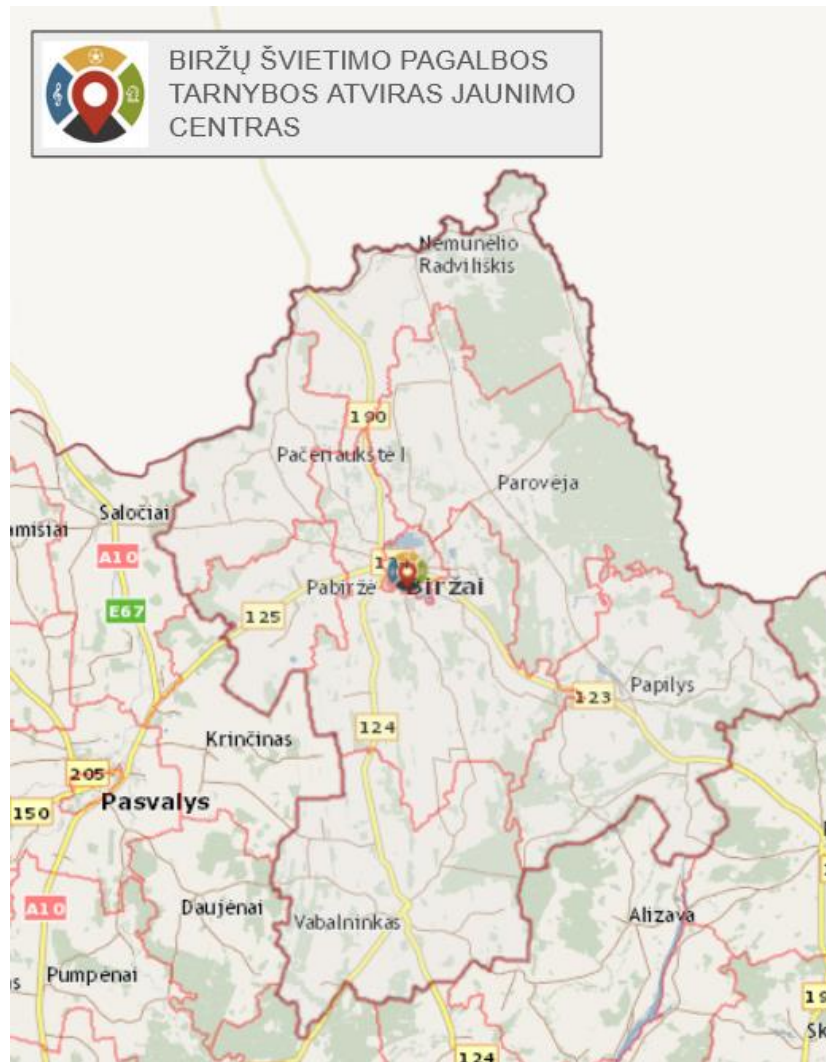 BIRŽŲ ŠVIETIMO PAGALBOS
TARNYBOS ATVIRAS JAUNIMO
CENTRAS
Nemunėlio
Radviliškis
190
Pačeriaukštė I
Parovėja
Saločiai
A10
E67
Pabiržė
Biržai
125
Papilys
123
124
Krinčinas
205
150
Pasvalys
A10
Daujėnai
Vabalninkas
Alizava
Pumpėnai
124